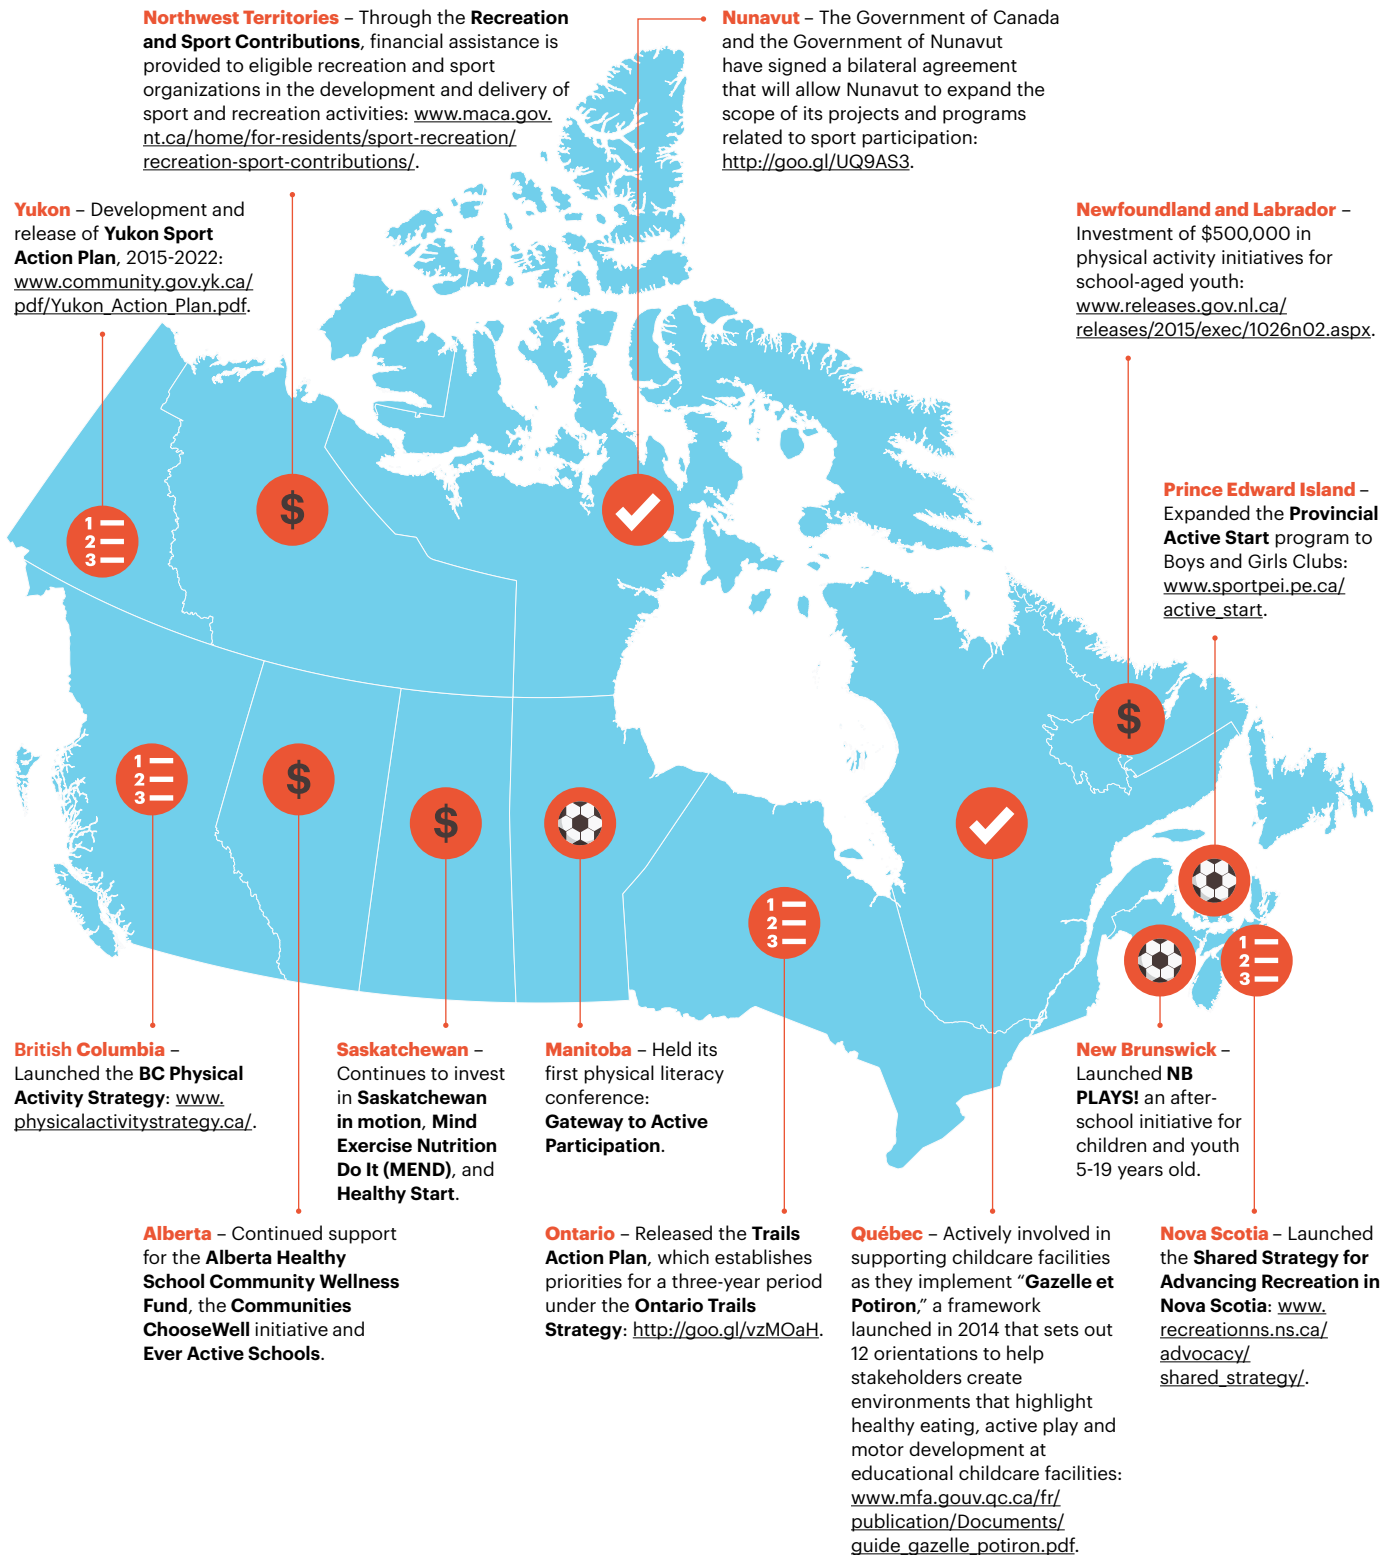 Northwest Territories – Through the Recreation
and Sport Contributions, financial assistance is
provided to eligible recreation and sport
organizations in the development and delivery of
sport and recreation activities: www.maca.gov.
nt.ca/home/for-residents/sport-recreation/
recreation-sport-contributions/.
Nunavut – The Government of Canada
and the Government of Nunavut
have signed a bilateral agreement
that will allow Nunavut to expand the
scope of its projects and programs
related to sport participation:
http://goo.gl/UQ9AS3.
Yukon – Development and
release of Yukon Sport
Action Plan, 2015-2022:
www.community.gov.yk.ca/
pdf/Yukon_Action_Plan.pdf.
Newfoundland and Labrador –
Investment of $500,000 in
physical activity initiatives for
school-aged youth:
www.releases.gov.nl.ca/
releases/2015/exec/1026n02.aspx.
Prince Edward Island –
Expanded the Provincial
Active Start program to
Boys and Girls Clubs:
www.sportpei.pe.ca/
active_start.
1
2
3
$
$
1
2
3
$
$
1
2
3
1
2
3
British Columbia –
Launched the BC Physical
Activity Strategy: www.
physicalactivitystrategy.ca/.
Saskatchewan –
Continues to invest
in Saskatchewan
in motion, Mind
Exercise Nutrition
Do It (MEND), and
Healthy Start.
Manitoba – Held its
first physical literacy
conference:
Gateway to Active
Participation.
New Brunswick –
Launched NB
PLAYS! an after-
school initiative for
children and youth
5-19 years old.
Alberta – Continued support
for the Alberta Healthy
School Community Wellness
Fund, the Communities
ChooseWell initiative and
Ever Active Schools.
Ontario – Released the Trails
Action Plan, which establishes
priorities for a three-year period
under the Ontario Trails
Strategy: http://goo.gl/vzMOaH.
Québec – Actively involved in
supporting childcare facilities
as they implement “Gazelle et
Potiron,” a framework
launched in 2014 that sets out
12 orientations to help
stakeholders create
environments that highlight
healthy eating, active play and
motor development at
educational childcare facilities:
www.mfa.gouv.qc.ca/fr/
publication/Documents/
guide_gazelle_potiron.pdf.
Nova Scotia – Launched
the Shared Strategy for
Advancing Recreation in
Nova Scotia: www.
recreationns.ns.ca/
advocacy/
shared_strategy/.